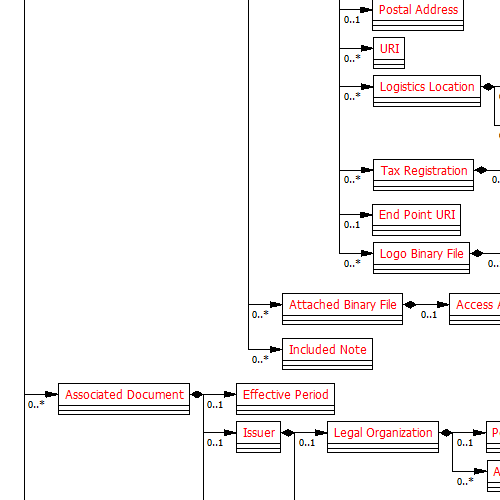 Postal Address
0..1
URI
0..*
Logistics Location
0..*
Tax Registration
0..*
0..
End Point URI
0..1
Logo Binary File
0..*
0..
Attached Binary File
Access
0..*
0..1
Included Note
0..*
Associated Document
Effective Period
0..*
0..1
Issuer
Legal Organization
0..1
0..1
0..1
0..*